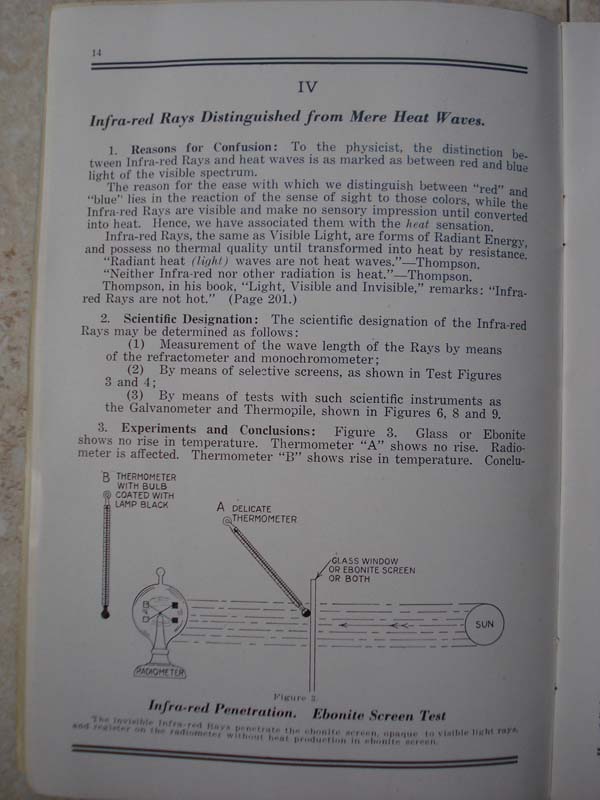 14
IV
Infra-red Rays Distinguished from Mere Heat Waves.
1. Reasons for Confusion: To the physicist, the distinction be-
tween Infra-red Rays and heat waves is as marked as between red and blue
light of the visible spectrum.
The reason for the ease with which we distinguish between "red" and
"blue" lies in the reaction of the sense of sight to those colors, while the
Infra-red Rays are visible and make no sensory impression until converted
into heat. Hence, we have associated them with the heat sensation.
Infra-red Rays, the same as Visible Light, are forms of Radiant Energy,
and possess no thermal quality until transformed into heat by resistance.
"Radiant heat (light) waves are not heat waves."—Thompson.
"Neither Infra-red nor other radiation is heat."—Thompson.
Thompson, in his book, "Light, Visible and Invisible," remarks: "Infra-
red Rays are not hot." (Page 201.)
2. Scientific Designation: The scientific designation of the Infra-red
Rays may be determined as follows:
(1) Measurement of the wave length of the Rays by means
of the refractometer and monochromometer;
(2) By means of selective screens, as shown in Test Figures
3 and 4;
(3) By means of tests with such scientific instruments as
the Galvanometer and Thermopile, shown in Figures 6, 8 and 9.
3. Experiments and Conclusions: Figure 3. Glass or Ebonite
shows no rise in temperature. Thermometer "A" shows no rise. Radio-
meter is affected. Thermometer "B" shows rise in temperature. Conclu-
B THERMOMETER
WITH BULB
COATED WITH
LAMP BLACK
A DELICATE
THERMOMETER
GLASS WINDOW
OR EBONITE SCREEN
OR BOTH
SUN
RADIOMETER
Figure 3.
Infra-red Penetration. Ebonite Screen Test
The invisible Infra-red Rays penetrate the ebonite screen, opaque to visible light rays,
and register on the radiometer without heat production in ebonite screen.